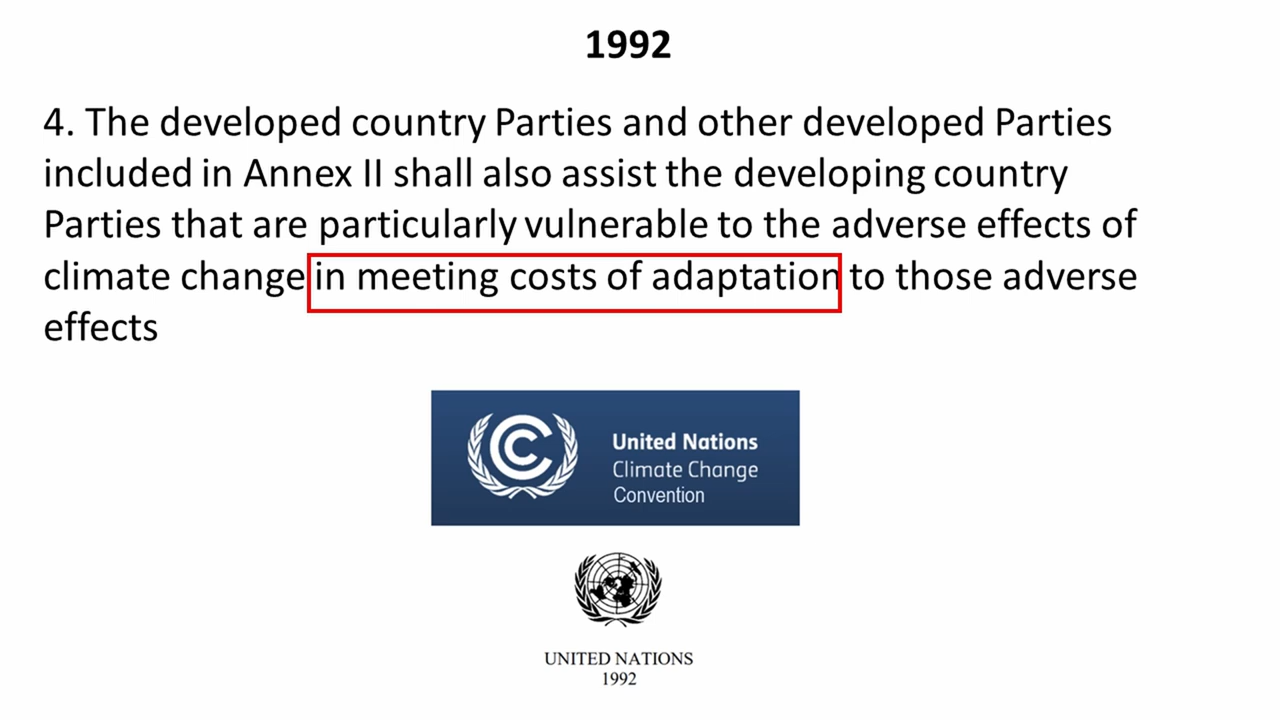 1992
4. The developed country Parties and other developed Parties
included in Annex II shall also assist the developing country
Parties that are particularly vulnerable to the adverse effects of
climate change in meeting costs of adaptation to those adverse
effects
United Nations
Climate Change
Convention
UNITED NATIONS
1992